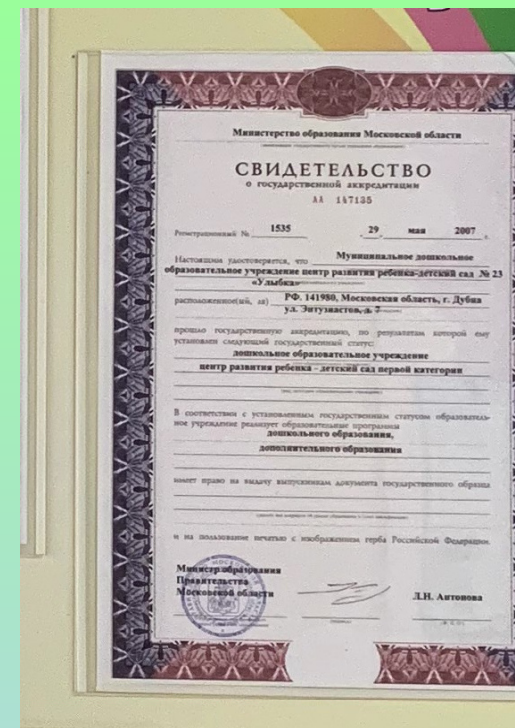 Министерство образования Московской области
СВИДЕТЕЛЬСТВО
о государственной аккредитации
АА 147135
Регистрационный № 1535 „ 29 „ мая 2007 г.
Настоящим удостоверяется, что Муниципальное дошкольное
образовательное учреждение центр развития ребенка-детский сад № 23
«Улыбка»
расположенное(ый, ая) РФ. 141980, Московская область, г. Дубна
ул. Энтузиастов, д. 7
прошло государственную аккредитацию, по результатам которой ему
установлен следующий государственный статус:
дошкольное образовательное учреждение
центр развития ребенка - детский сад первой категории
В соответствии с установленным государственным статусом образователь-
ное учреждение реализует образовательные программы
дошкольного образования,
дополнительного образования
имеет право на выдачу выпускникам документа государственного образца
и на пользование печатью с изображением герба Российской Федерации.
Министр образования
Правительства
Московской области
Л.Н. Антонова